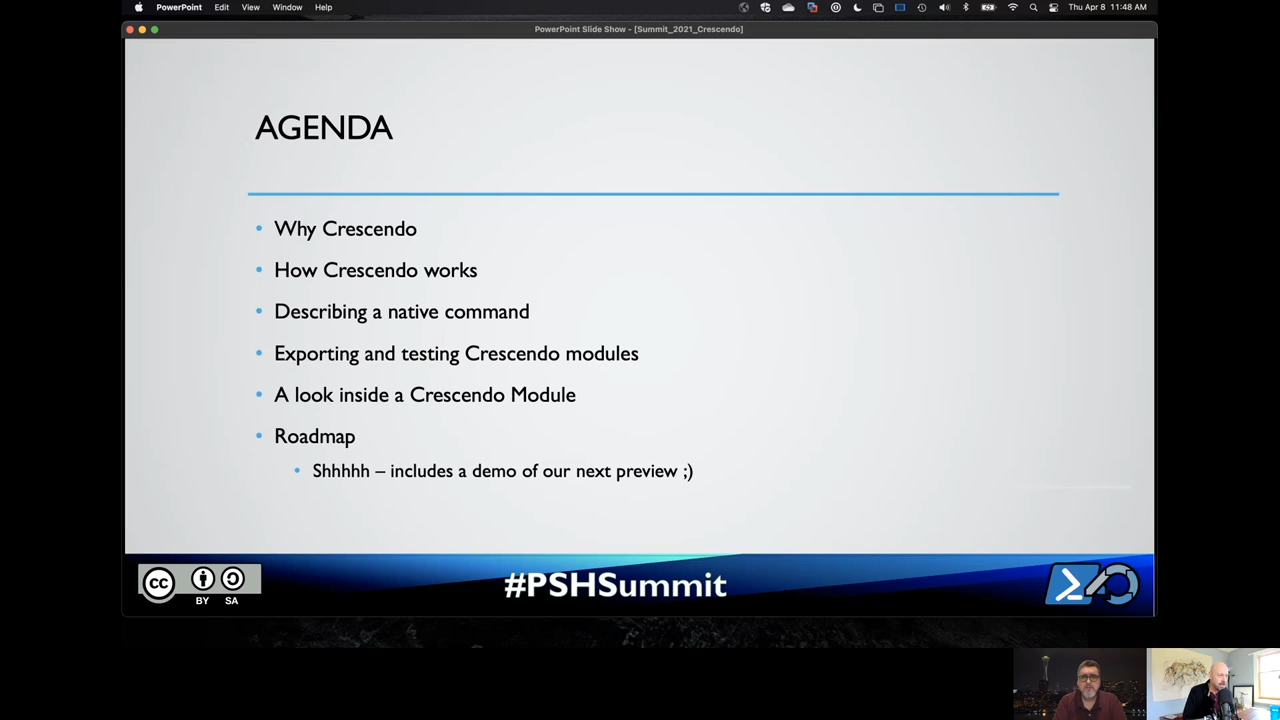 PowerPoint Edit View Window Help Thu Apr 8 11:48 AM
PowerPoint Slide Show - [Summit_2021_Crescendo]
AGENDA
• Why Crescendo
• How Crescendo works
• Describing a native command
• Exporting and testing Crescendo modules
• A look inside a Crescendo Module
• Roadmap
• Shhhhh – includes a demo of our next preview ;)
cc
BY SA
#PSHSummit